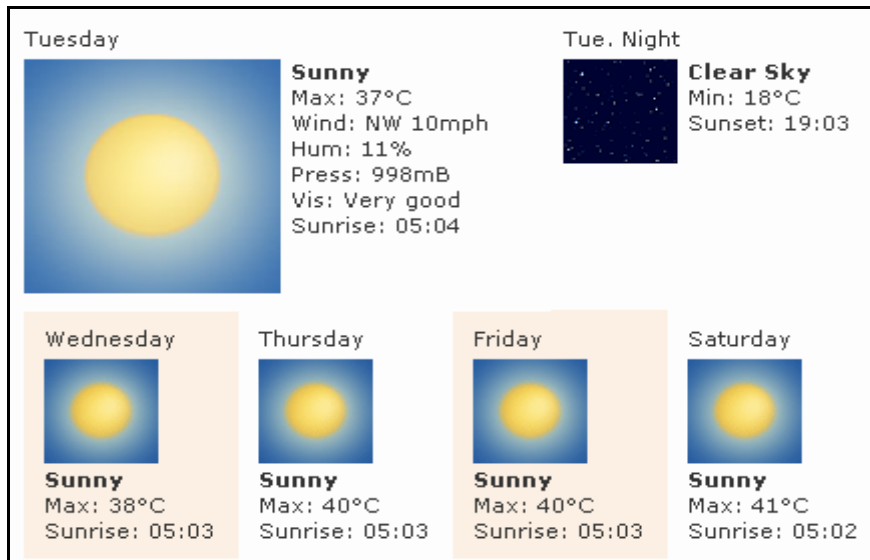 Tuesday
Sunny
Max: 37°C
Wind: NW 10mph
Hum: 11%
Press: 998mB
Vis: Very good
Sunrise: 05:04
Tue. Night
Clear Sky
Min: 18°C
Sunset: 19:03
Wednesday
Sunny
Max: 38°C
Sunrise: 05:03
Thursday
Sunny
Max: 40°C
Sunrise: 05:03
Friday
Sunny
Max: 40°C
Sunrise: 05:03
Saturday
Sunny
Max: 41°C
Sunrise: 05:02